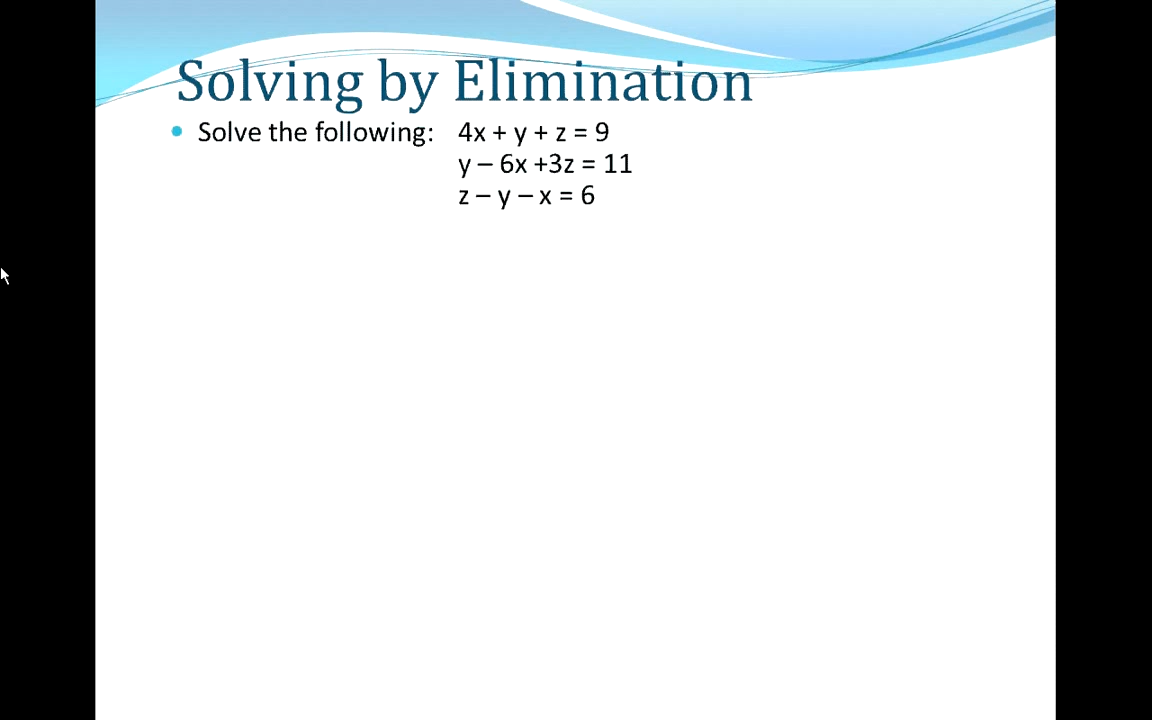 Solving by Elimination
• Solve the following: 4x + y + z = 9
y – 6x +3z = 11
z – y – x = 6